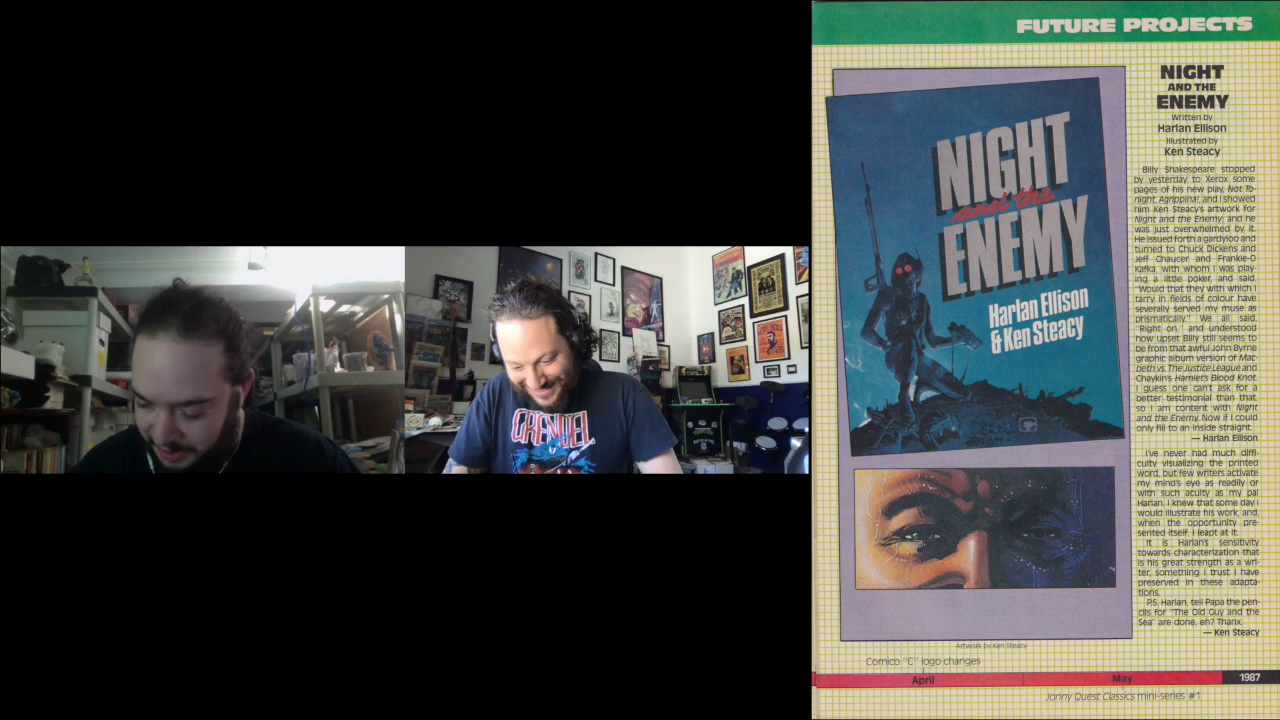 FUTURE PROJECTS
NIGHT
and the
ENEMY
Harlan Ellison
& Ken Steacy
NIGHT
AND THE
ENEMY
Written by
Harlan Ellison
Illustrated by
Ken Steacy
Billy Shakespeare stopped
by yesterday to Xerox some
pages of his new play, Not To-
night, Agrippina!, and I showed
him Ken Steacy's artwork for
Night and the Enemy, and he
was just overwhelmed by it.
He issued forth a gardyloo and
turned to Chuck Dickens and
Jeff Chaucer and Frankie-O
Kafka, with whom I was play-
ing a little poker, and said,
"Would that they with which I
tarry in fields of colour have
severally served my muse as
prismatically." We all said,
"Right on," and understood
how upset Billy still seems to
be from that awful John Byrne
graphic album version of Mac-
beth vs. The Justice League and
Chaykin's Hamlet's Blood Knot.
I guess one can't ask for a
better testimonial than that,
so I am content with Night
and the Enemy. Now if I could
only fill to an inside straight.
— Harlan Ellison
I've never had much diffi-
culty visualizing the printed
word, but few writers activate
my mind's eye as readily or
with such acuity as my pal
Harlan. I knew that some day I
would illustrate his work, and,
when the opportunity pre-
sented itself, I leapt at it.
It is Harlan's sensitivity
towards characterization that
is his great strength as a wri-
ter, something I trust I have
preserved in these adapta-
tions.
P.S. Harlan, tell Papa the pen-
cils for "The Old Guy and the
Sea" are done, eh? Thanx.
— Ken Steacy
Artwork by Ken Steacy
Comico "C" logo changes
April May 1987
Jonny Quest Classics mini-series #1
GRENDEL